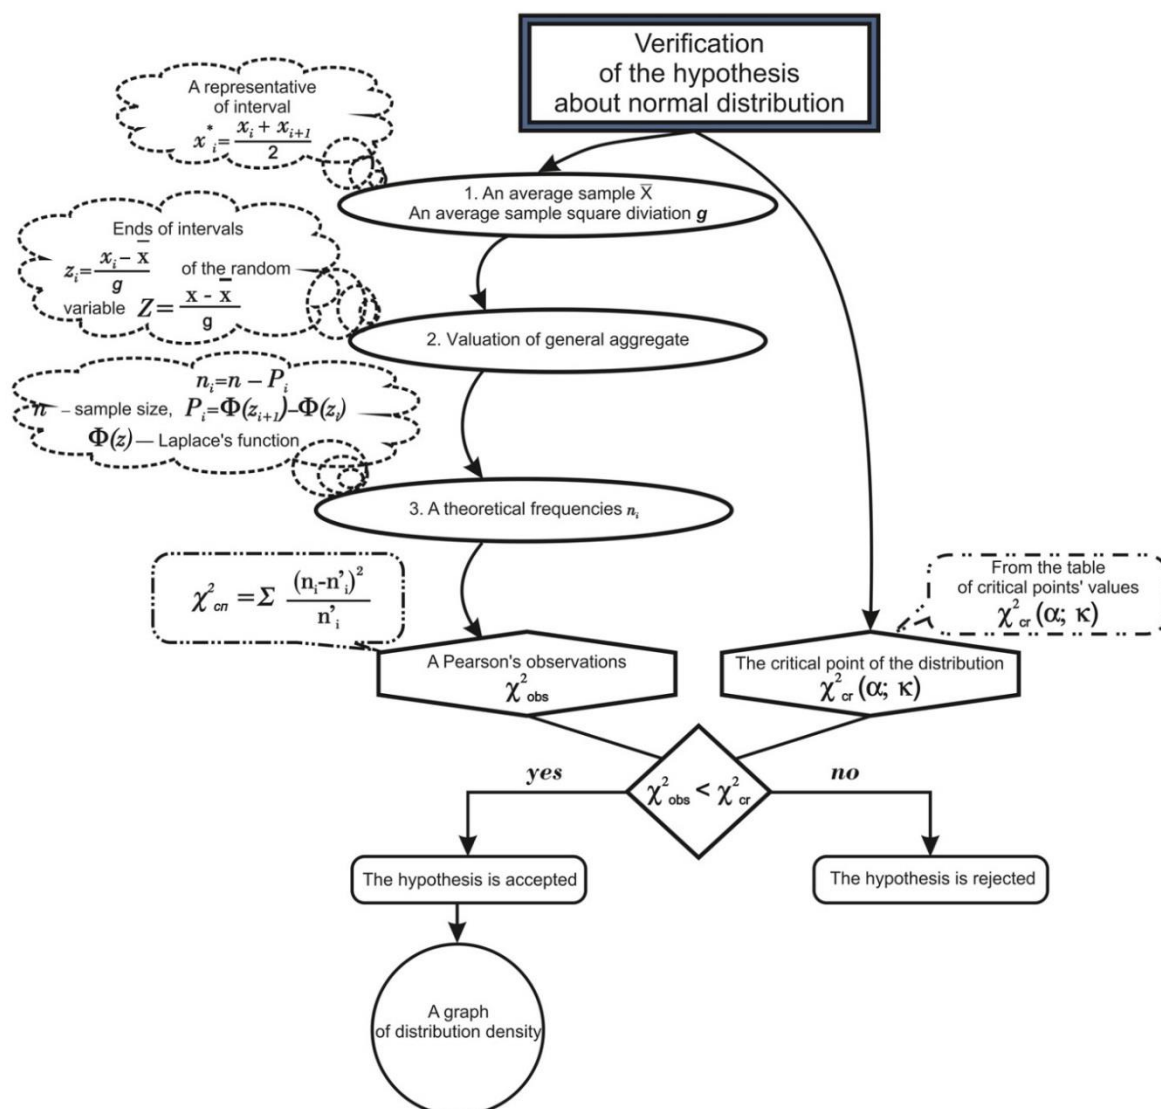 Verification
of the hypothesis
about normal distribution
A representative
of interval
x*i = (xi + xi+1)/2
1. An average sample X̅
An average sample square diviation g
Ends of intervals
zi = (xi - x̅)/g of the random
variable Z = (x - x̅)/g
2. Valuation of general aggregate
ni=n – Pi
n – sample size, Pi=Φ(zi+1)–Φ(zi)
Φ(z) — Laplace's function
3. A theoretical frequencies ni
χ²сп = Σ (ni-n'i)²/n'i
From the table
of critical points' values
χ²cr (α; κ)
A Pearson's observations
χ²obs
The critical point of the distribution
χ²cr (α; κ)
yes
no
χ²obs < χ²cr
The hypothesis is accepted
The hypothesis is rejected
A graph
of distribution density